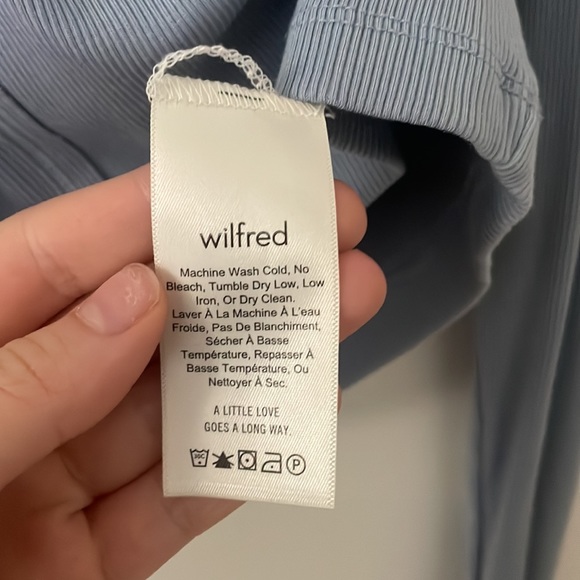 wilfred
Machine Wash Cold, No
Bleach, Tumble Dry Low, Low
Iron, Or Dry Clean.
Laver À La Machine À L'eau
Froide, Pas De Blanchiment,
Sécher À Basse
Température, Repasser À
Basse Température, Ou
Nettoyer À Sec.
A LITTLE LOVE
GOES A LONG WAY.
30C P